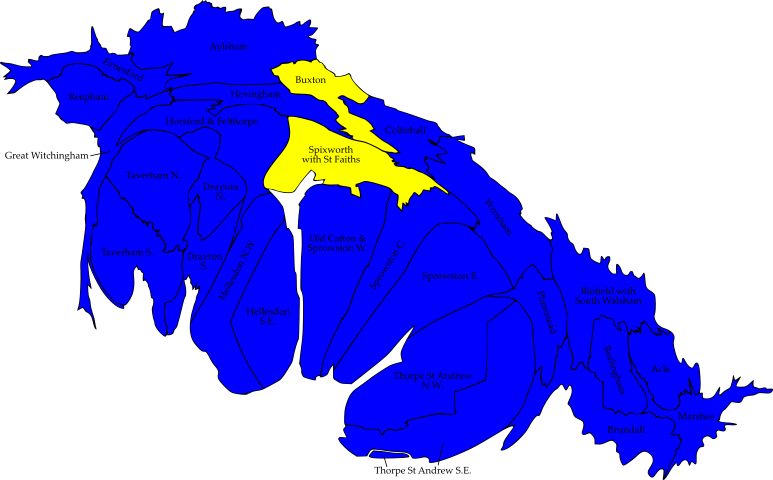 Aylsham
Eynesford
Buxton
Reepham
Hevingham
Horsford & Felthorpe
Coltishall
Great Witchingham
Spixworth
with St Faiths
Taverham N.
Drayton
N.
Wroxham
Old Catton &
Sprowston W.
Taverham S.
Drayton
S.
Hellesdon N.W.
Sprowston C.
Sprowston E.
Blofield with
South Walsham
Plumstead
Hellesden
S.E.
Burlingham
Acle
Thorpe St Andrew
N.W.
Marshes
Brundall
Thorpe St Andrew S.E.